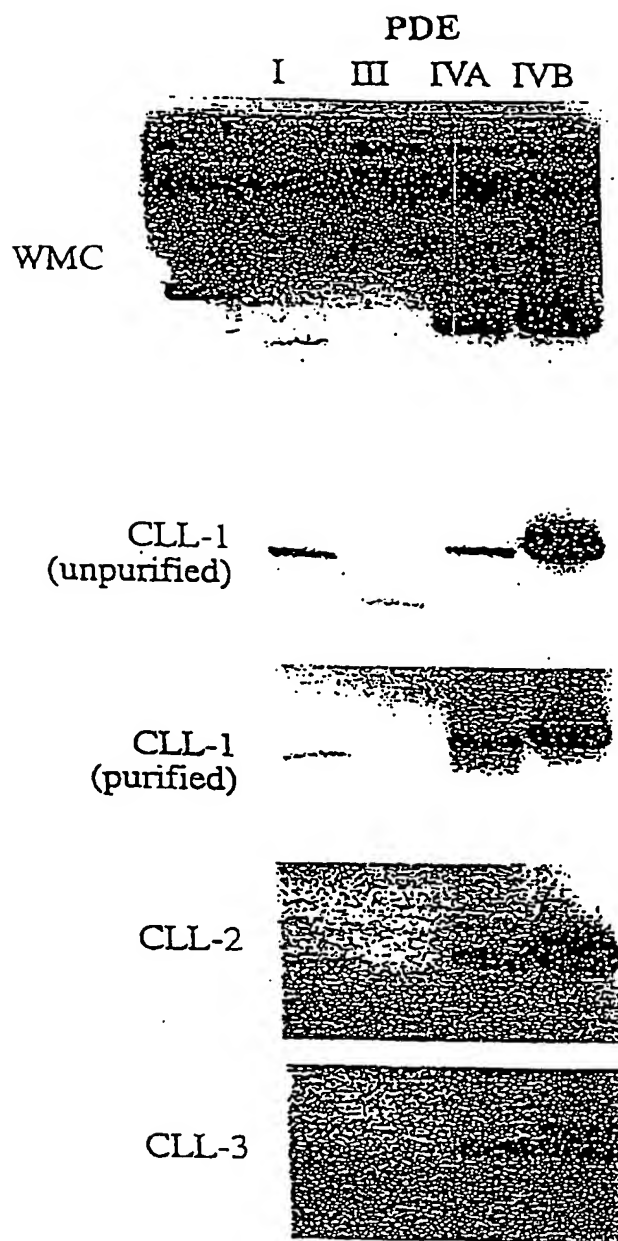 PDE
I III IVA IVB
WMC
CLL-1
(unpurified)
CLL-1
(purified)
CLL-2
CLL-3